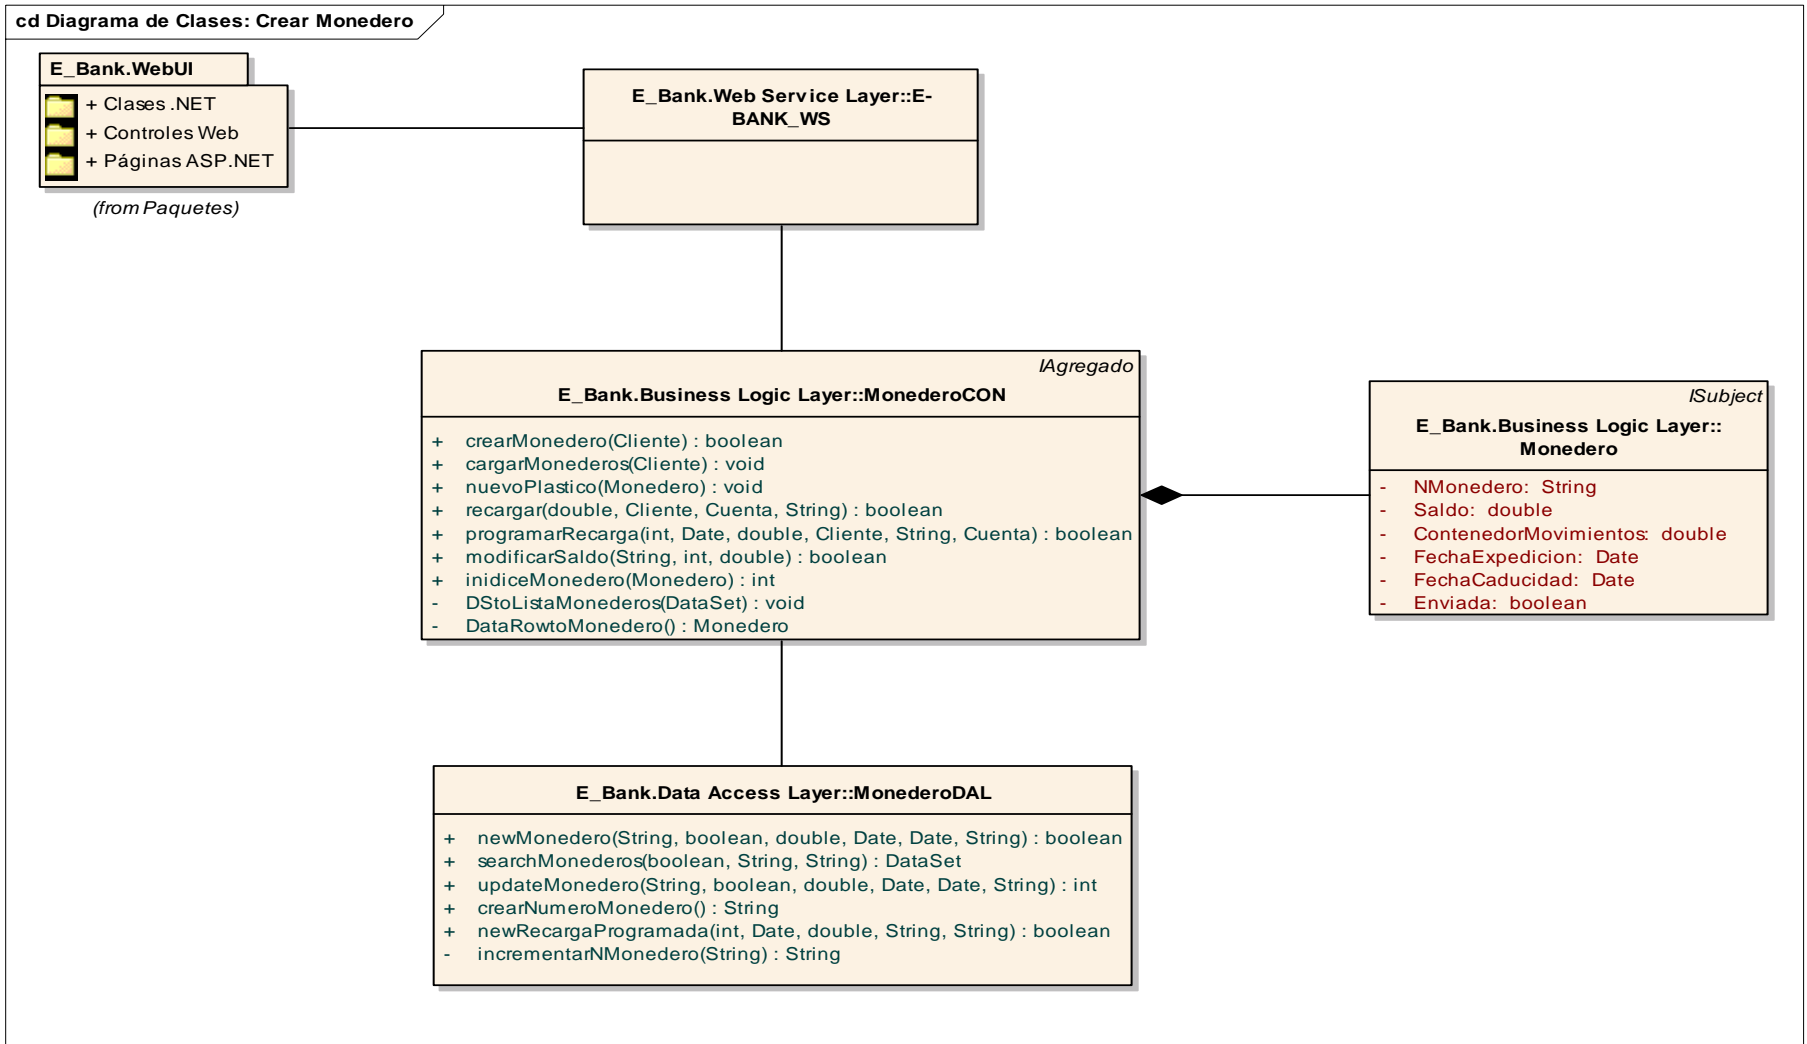 cd Diagrama de Clases: Crear Monedero
E_Bank.WebUI
+ Clases .NET
+ Controles Web
+ Páginas ASP.NET
(from Paquetes)
E_Bank.Web Service Layer::E-
BANK_WS
IAgregado
E_Bank.Business Logic Layer::MonederoCON
+ crearMonedero(Cliente) : boolean
+ cargarMonederos(Cliente) : void
+ nuevoPlastico(Monedero) : void
+ recargar(double, Cliente, Cuenta, String) : boolean
+ programarRecarga(int, Date, double, Cliente, String, Cuenta) : boolean
+ modificarSaldo(String, int, double) : boolean
+ inidiceMonedero(Monedero) : int
- DStoListaMonederos(DataSet) : void
- DataRowtoMonedero() : Monedero
ISubject
E_Bank.Business Logic Layer::
Monedero
- NMonedero: String
- Saldo: double
- ContenedorMovimientos: double
- FechaExpedicion: Date
- FechaCaducidad: Date
- Enviada: boolean
E_Bank.Data Access Layer::MonederoDAL
+ newMonedero(String, boolean, double, Date, Date, String) : boolean
+ searchMonederos(boolean, String, String) : DataSet
+ updateMonedero(String, boolean, double, Date, Date, String) : int
+ crearNumeroMonedero() : String
+ newRecargaProgramada(int, Date, double, String, String) : boolean
- incrementarNMonedero(String) : String